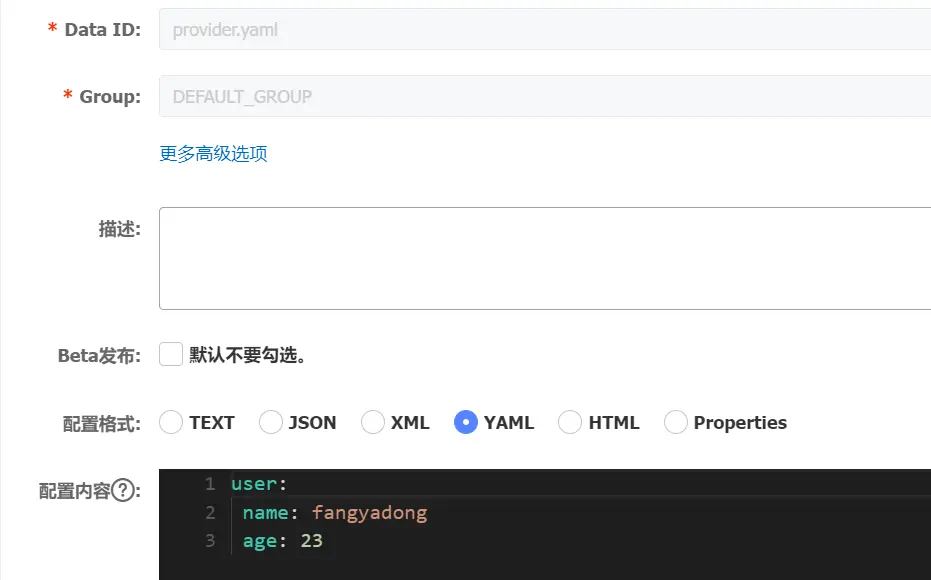 * Data ID: provider.yaml
* Group: DEFAULT_GROUP
更多高级选项
描述:
Beta发布: 默认不要勾选。
配置格式: TEXT JSON XML YAML HTML Properties
配置内容?: 1 user:
2 name: fangyadong
3 age: 23